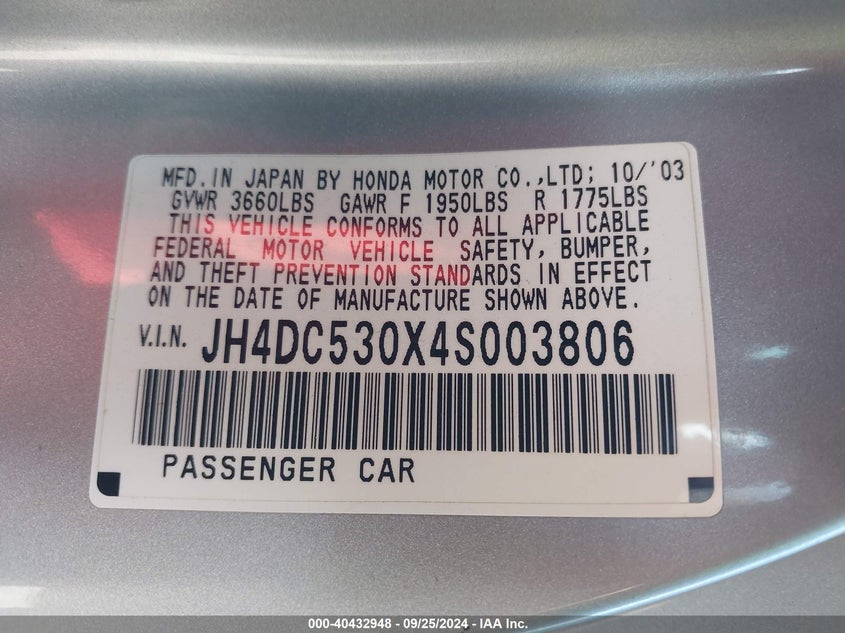 MFD. IN JAPAN BY HONDA MOTOR CO.,LTD; 10/'03
GVWR 3660LBS GAWR F 1950LBS R 1775LBS
THIS VEHICLE CONFORMS TO ALL APPLICABLE
FEDERAL MOTOR VEHICLE SAFETY, BUMPER,
AND THEFT PREVENTION STANDARDS IN EFFECT
ON THE DATE OF MANUFACTURE SHOWN ABOVE.
V.I.N. JH4DC530X4S003806
PASSENGER CAR
000-40432948 - 09/25/2024 - IAA Inc.